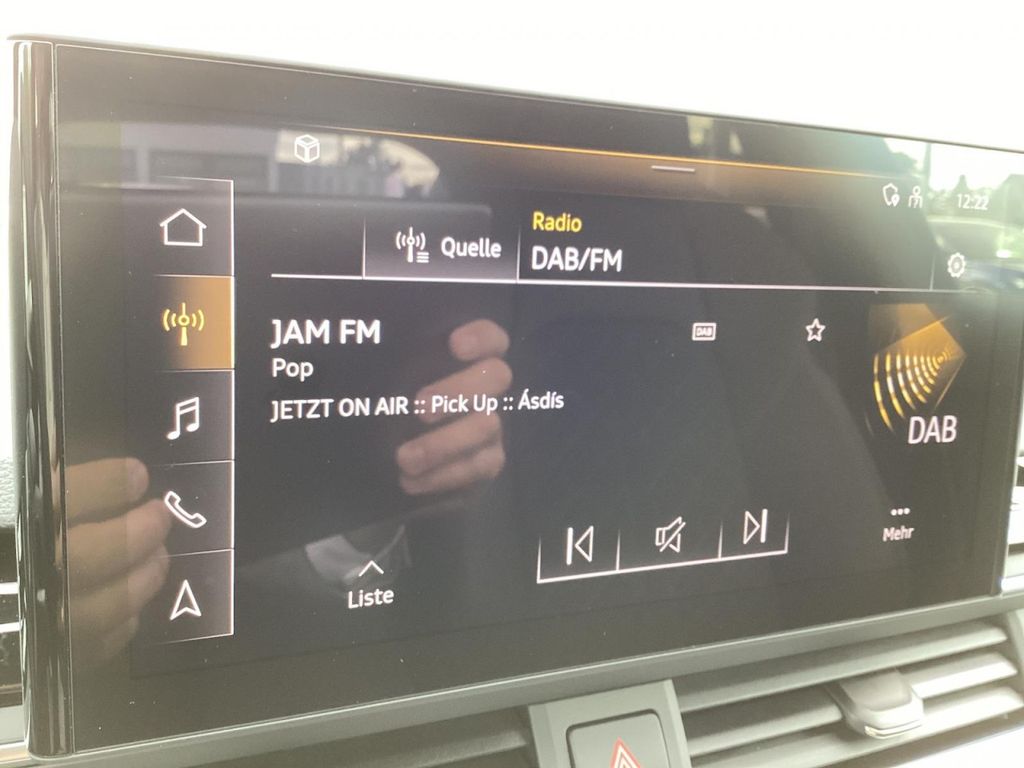 12:22
Quelle
Radio
DAB/FM
JAM FM
DAB
Pop
JETZT ON AIR :: Pick Up :: Ásdís
DAB
Mehr
Liste